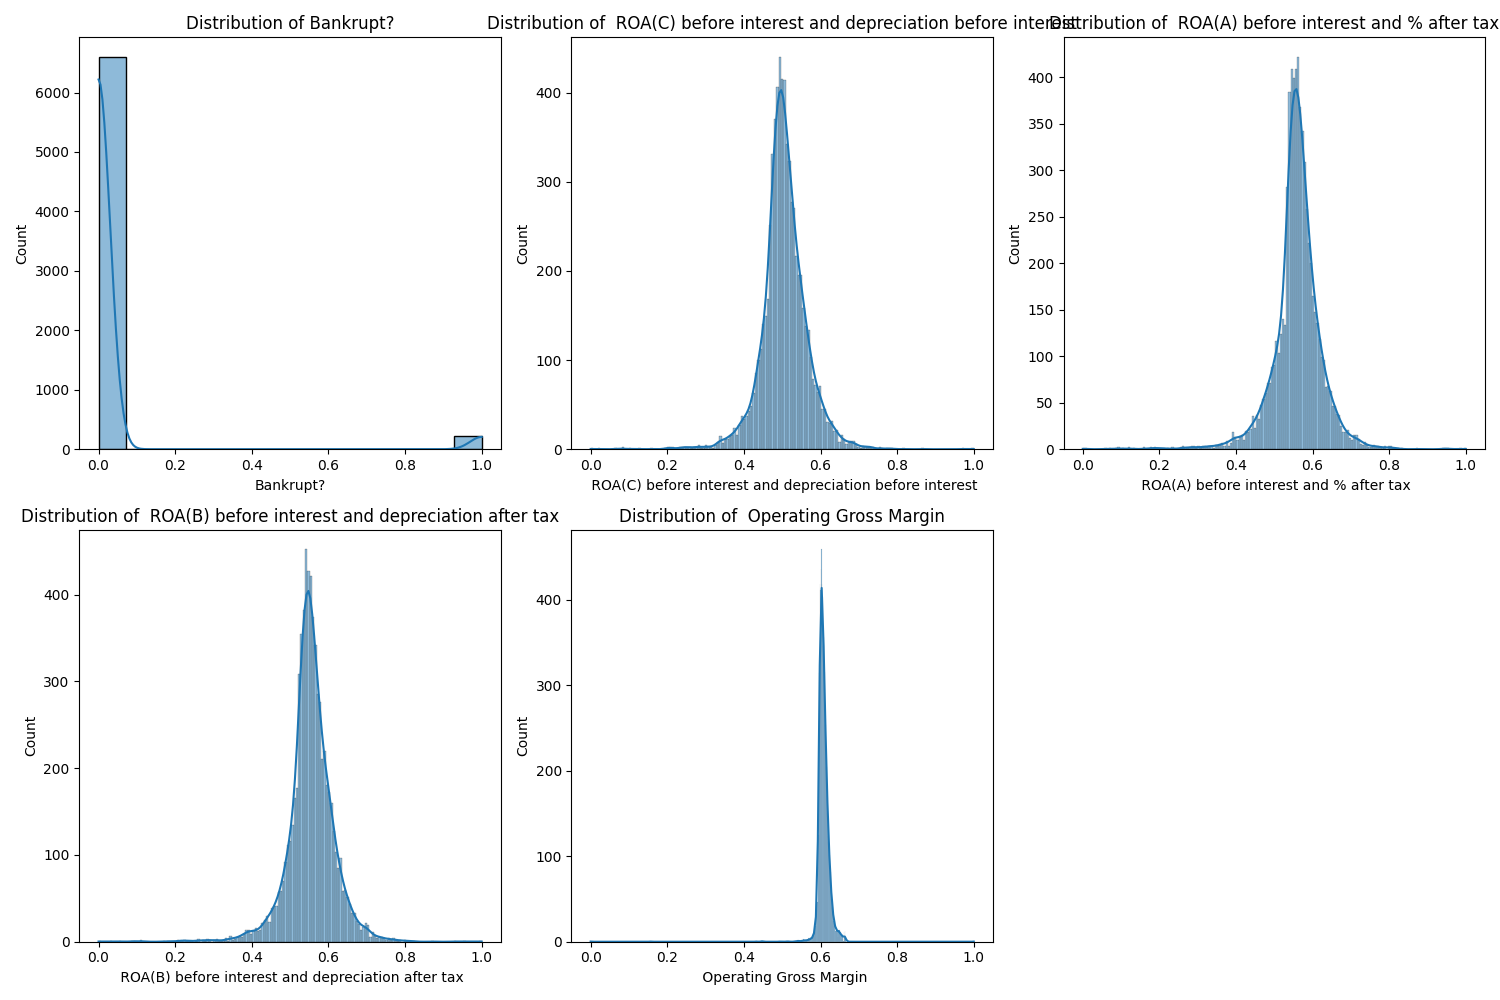 Distribution of Bankrupt?
6000
5000
4000
3000
2000
1000
0
Count
0.0 0.2 0.4 0.6 0.8 1.0
Bankrupt?
Distribution of  ROA(C) before interest and depreciation before interest
400
300
200
100
0
Count
0.0 0.2 0.4 0.6 0.8 1.0
ROA(C) before interest and depreciation before interest
Distribution of  ROA(A) before interest and % after tax
400
350
300
250
200
150
100
50
0
Count
0.0 0.2 0.4 0.6 0.8 1.0
ROA(A) before interest and % after tax
Distribution of  ROA(B) before interest and depreciation after tax
400
300
200
100
0
Count
0.0 0.2 0.4 0.6 0.8 1.0
ROA(B) before interest and depreciation after tax
Distribution of  Operating Gross Margin
400
300
200
100
0
Count
0.0 0.2 0.4 0.6 0.8 1.0
Operating Gross Margin